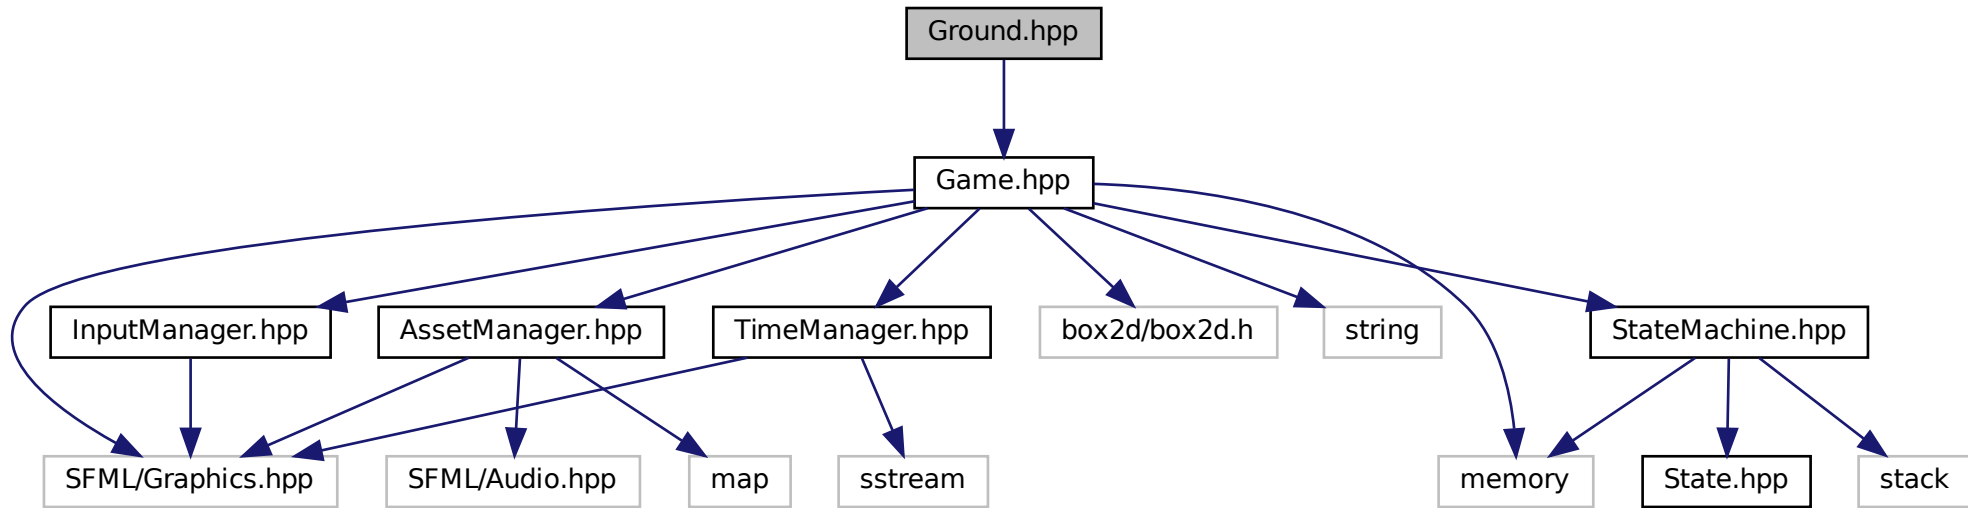 Ground.hpp
Game.hpp
InputManager.hpp
AssetManager.hpp
TimeManager.hpp
box2d/box2d.h
string
StateMachine.hpp
SFML/Graphics.hpp
SFML/Audio.hpp
map
sstream
memory
State.hpp
stack